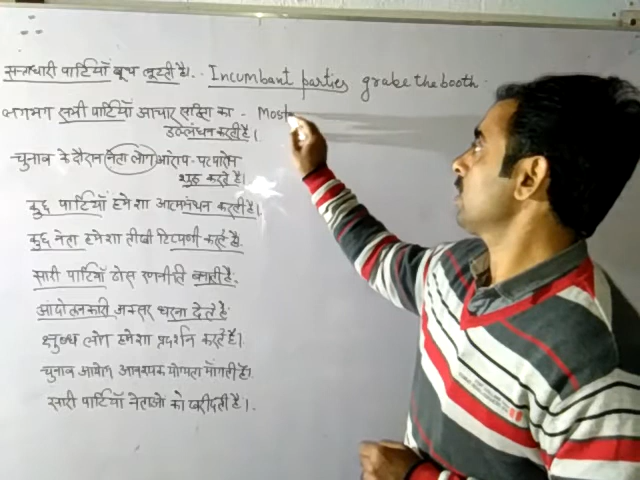 सत्ताधारी पार्टियाँ बूथ लूटती है। .. Incumbant parties grabe the booth
लगभग सभी पार्टियाँ आचार संहिता का - Most
उल्लंघन करती है।
चुनाव के दौरान नेता लोग आरोप-प्रत्यारोप
शुरू करते है।
कुछ पार्टियाँ हमेशा आत्ममंथन करती है।
कुछ नेता हमेशा तीखी टिप्पणी करते है
सारी पार्टियाँ ठोस रणनीति बनाती है
आंदोलनकारी अक्सर धरना देते है
क्षुब्ध लोग हमेशा प्रदर्शन करते है।
चुनाव आयोग आवश्यक योग्यता माँगती है।
सारी पार्टियाँ नेताओ को खरीदती है।